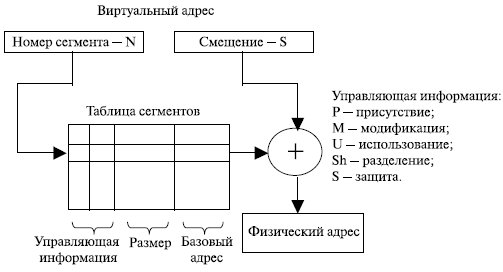 Виртуальный адрес
Номер сегмента – N
Смещение – S
Таблица сегментов
Управляющая информация:
P – присутствие;
M – модификация;
U – использование;
Sh – разделение;
S – защита.
+
Управляющая
информация
Размер
Базовый
адрес
Физический адрес